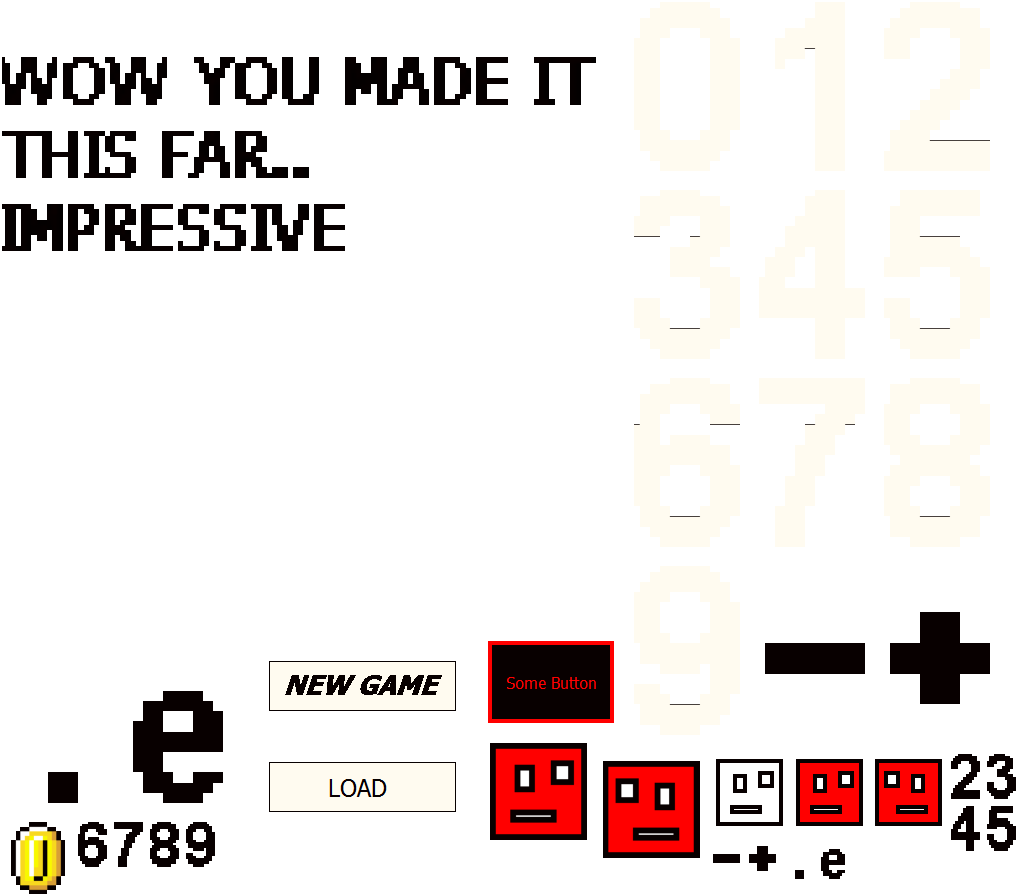 WOW YOU MADE IT
THIS FAR..
IMPRESSIVE
012
345
678
9
-+
.e
NEW GAME
Some Button
LOAD
23
45
6789
-+.e